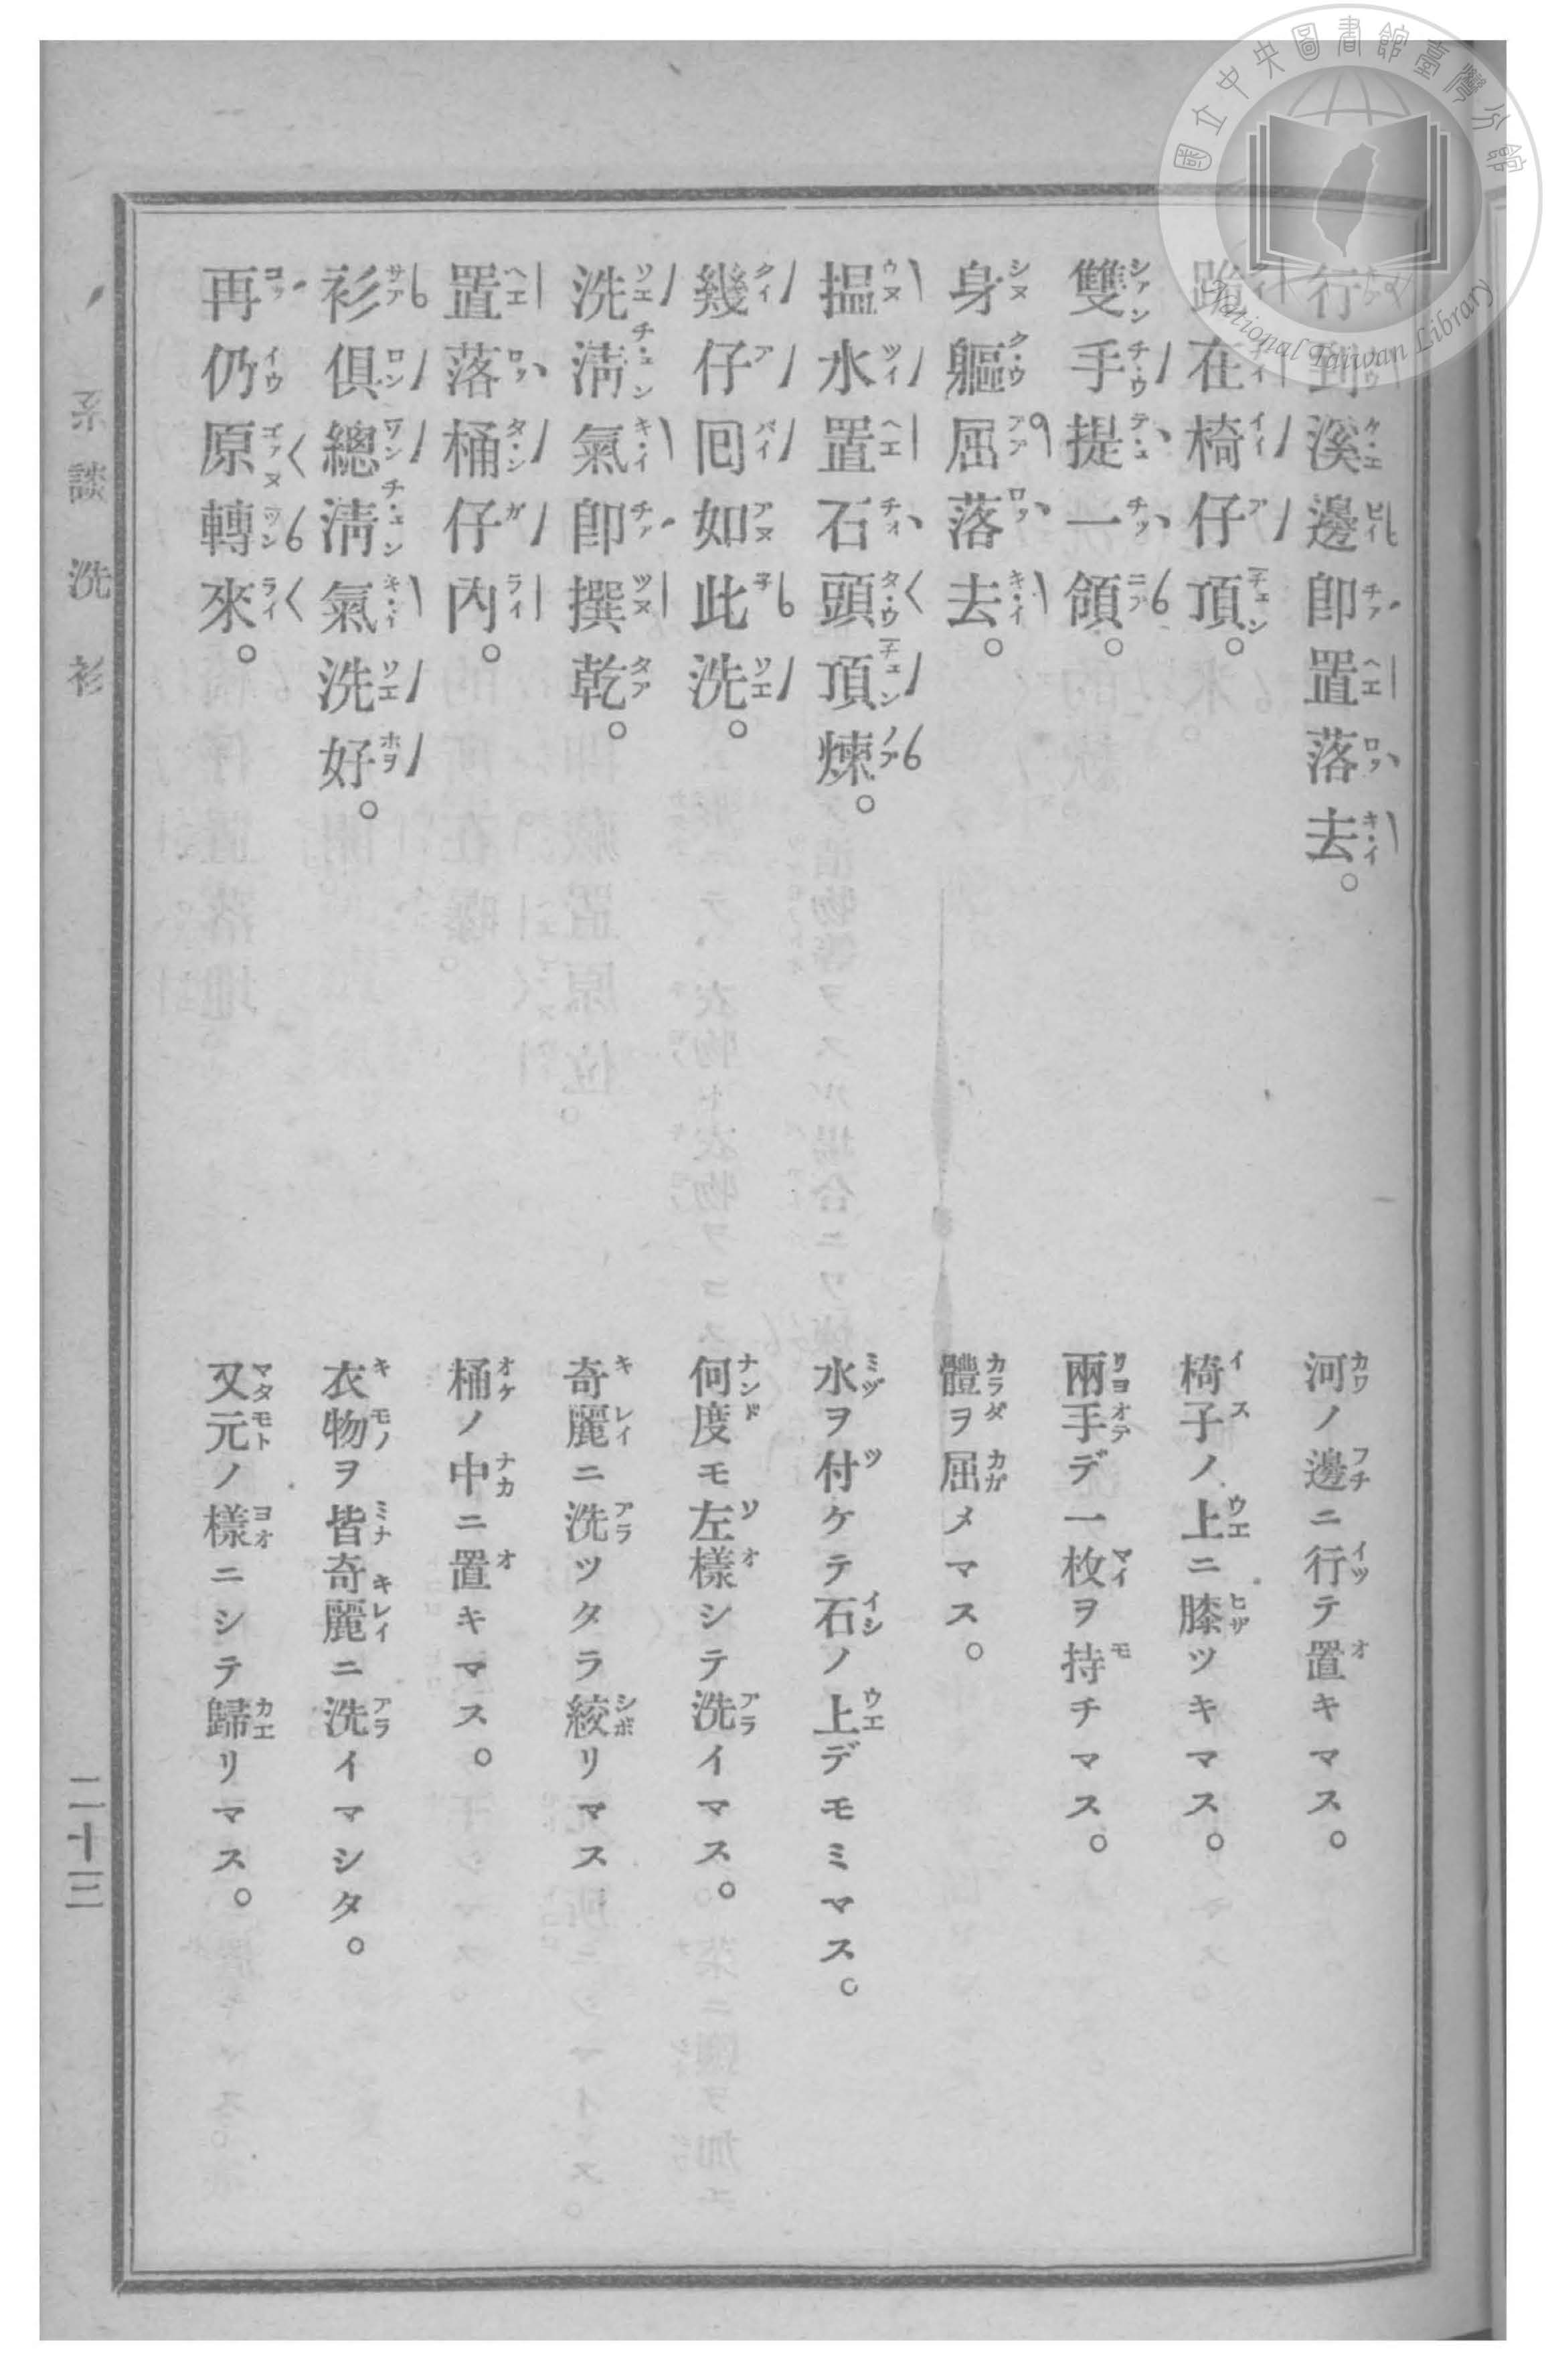 行到溪邊卽置落去。
河ノ邊ニ行テ置キマス。
跪在椅仔頂。
椅子ノ上ニ膝ツキマス。
雙手提一領。
兩手デ一枚ヲ持チマス。
身軀屈落去。
體ヲ屈メマス。
搵水置石頭頂煉。
水ヲ付ケテ石ノ上デモミマス。
幾仔囘如此洗。
何度モ左樣シテ洗イマス。
洗淸氣卽撰乾。
奇麗ニ洗ツタラ絞リマス
置落桶仔內。
桶ノ中ニ置キマス。
衫俱總淸氣洗好。
衣物ヲ皆奇麗ニ洗イマシタ。
再仍原轉來。
又元ノ樣ニシテ歸リマス。
系談 洗衫
二十三
國立中央圖書館臺灣分館
National Taiwan Library